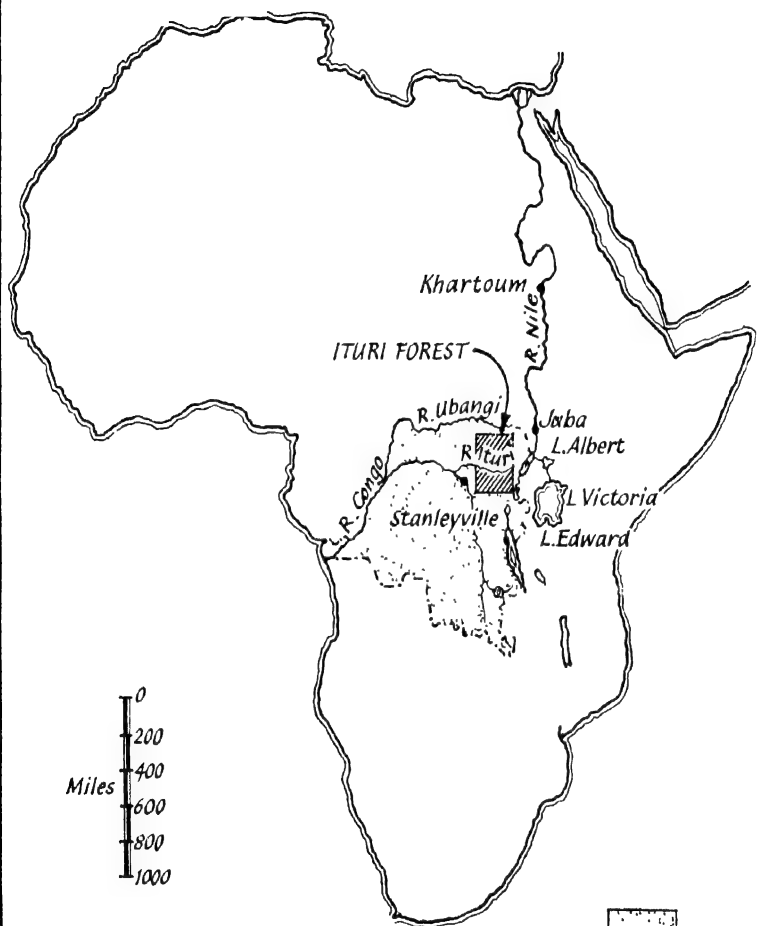 Khartoum
R. Nile
ITURI FOREST
R. Ubangi
Juba
L. Albert
R. Ituri
R. Congo
L Victoria
Stanleyville
L. Edward
0
200
400
Miles
600
800
1000